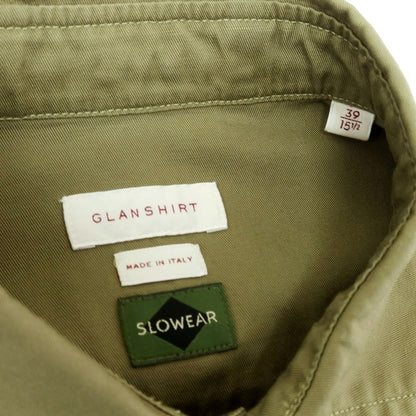 39
15½
GLANSHIRT
MADE IN ITALY
SLOWEAR